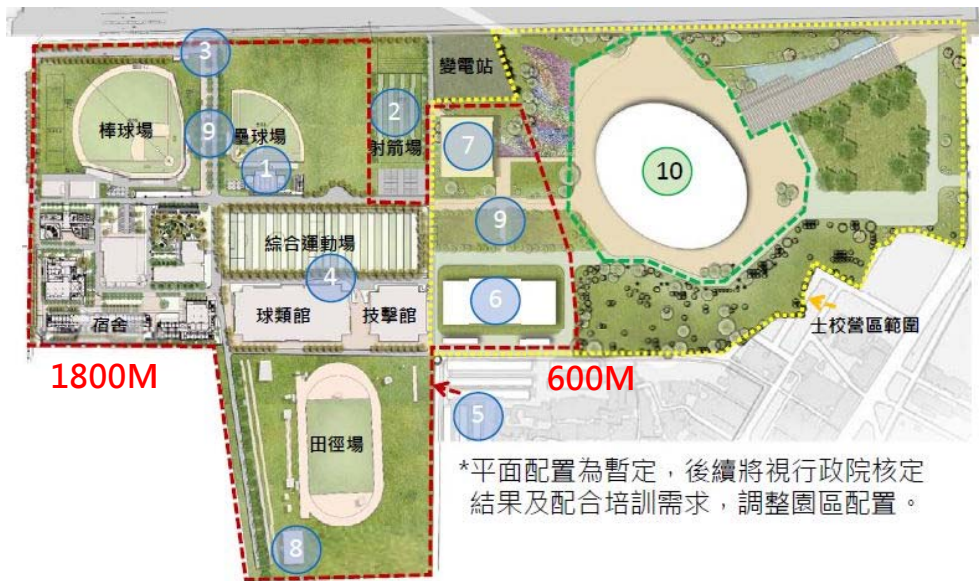 3
變電站
2
棒球場
9
壘球場
射箭場
7
1
10
綜合運動場
9
4
6
球類館
技擊館
宿舍
士校營區範圍
1800M
600M
5
田徑場
*平面配置為暫定，後續將視行政院核定
結果及配合培訓需求，調整園區配置。
8